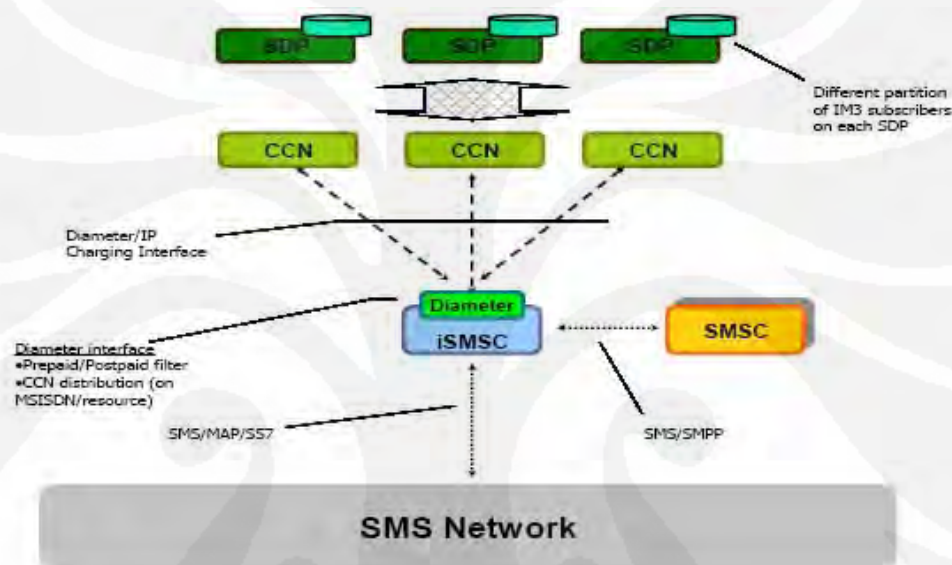 SDP
SDP
SDP
Different partition
of IM3 subscribers
on each SDP
CCN
CCN
CCN
Diameter/IP
Charging Interface
Diameter
iSMSC
SMSC
Diameter interface
•Prepaid/Postpaid filter
•CCN distribution (on
MSISDN/resource)
SMS/MAP/SS7
SMS/SMPP
SMS Network